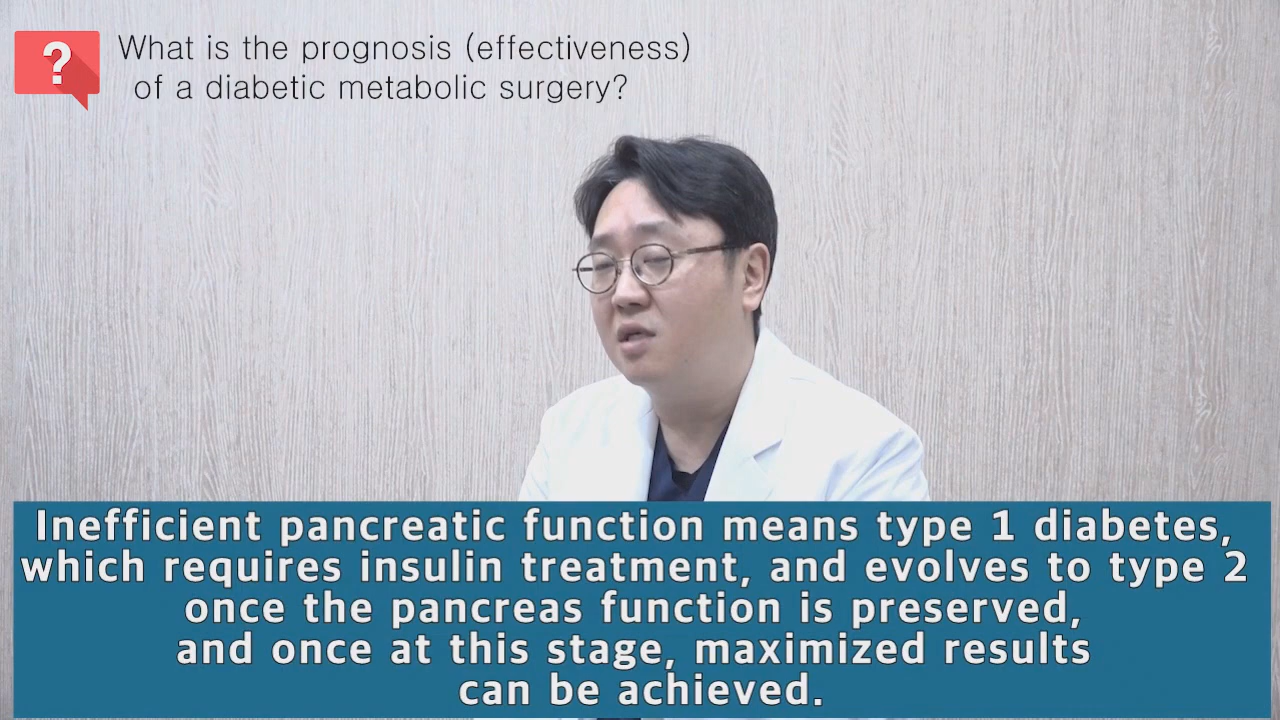 ?
What is the prognosis (effectiveness)
of a diabetic metabolic surgery?
Inefficient pancreatic function means type 1 diabetes,
which requires insulin treatment, and evolves to type 2
once the pancreas function is preserved,
and once at this stage, maximized results
can be achieved.